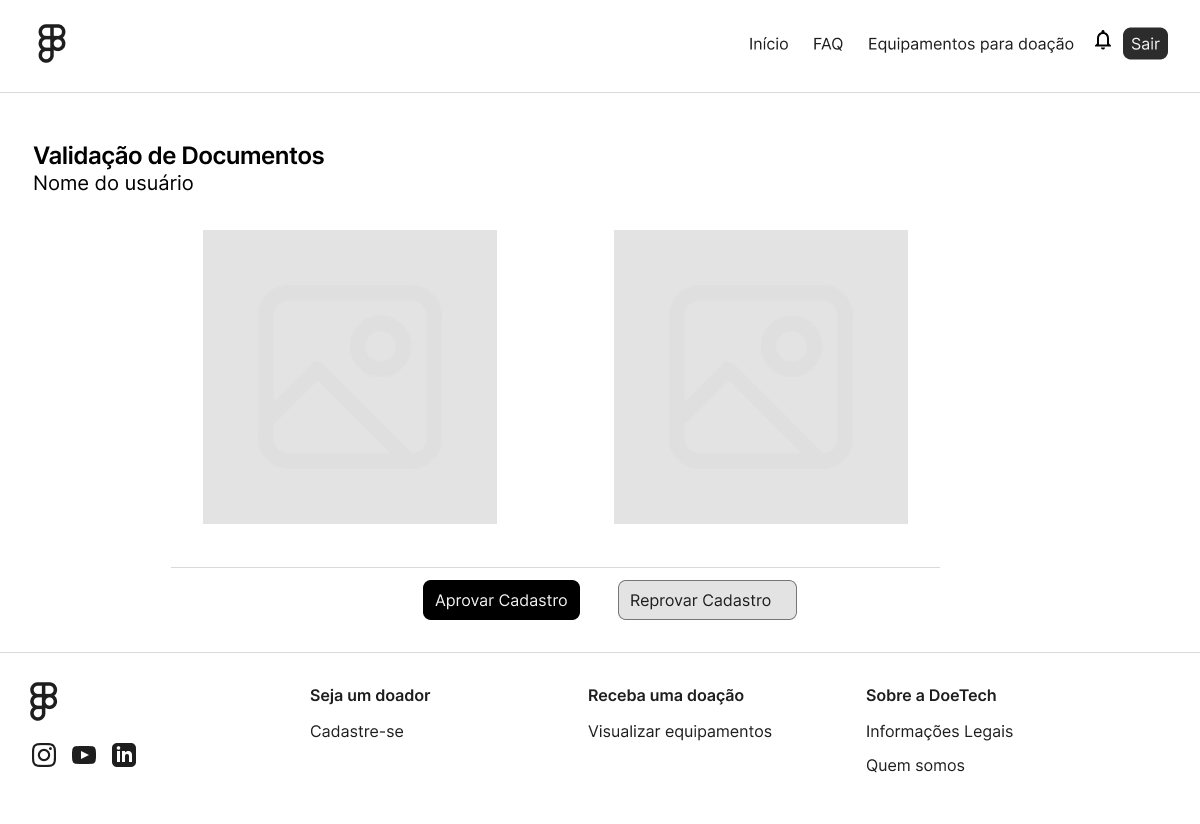 Início FAQ Equipamentos para doação Sair
Validação de Documentos
Nome do usuário
Aprovar Cadastro Reprovar Cadastro
Seja um doador
Cadastre-se
Receba uma doação
Visualizar equipamentos
Sobre a DoeTech
Informações Legais
Quem somos